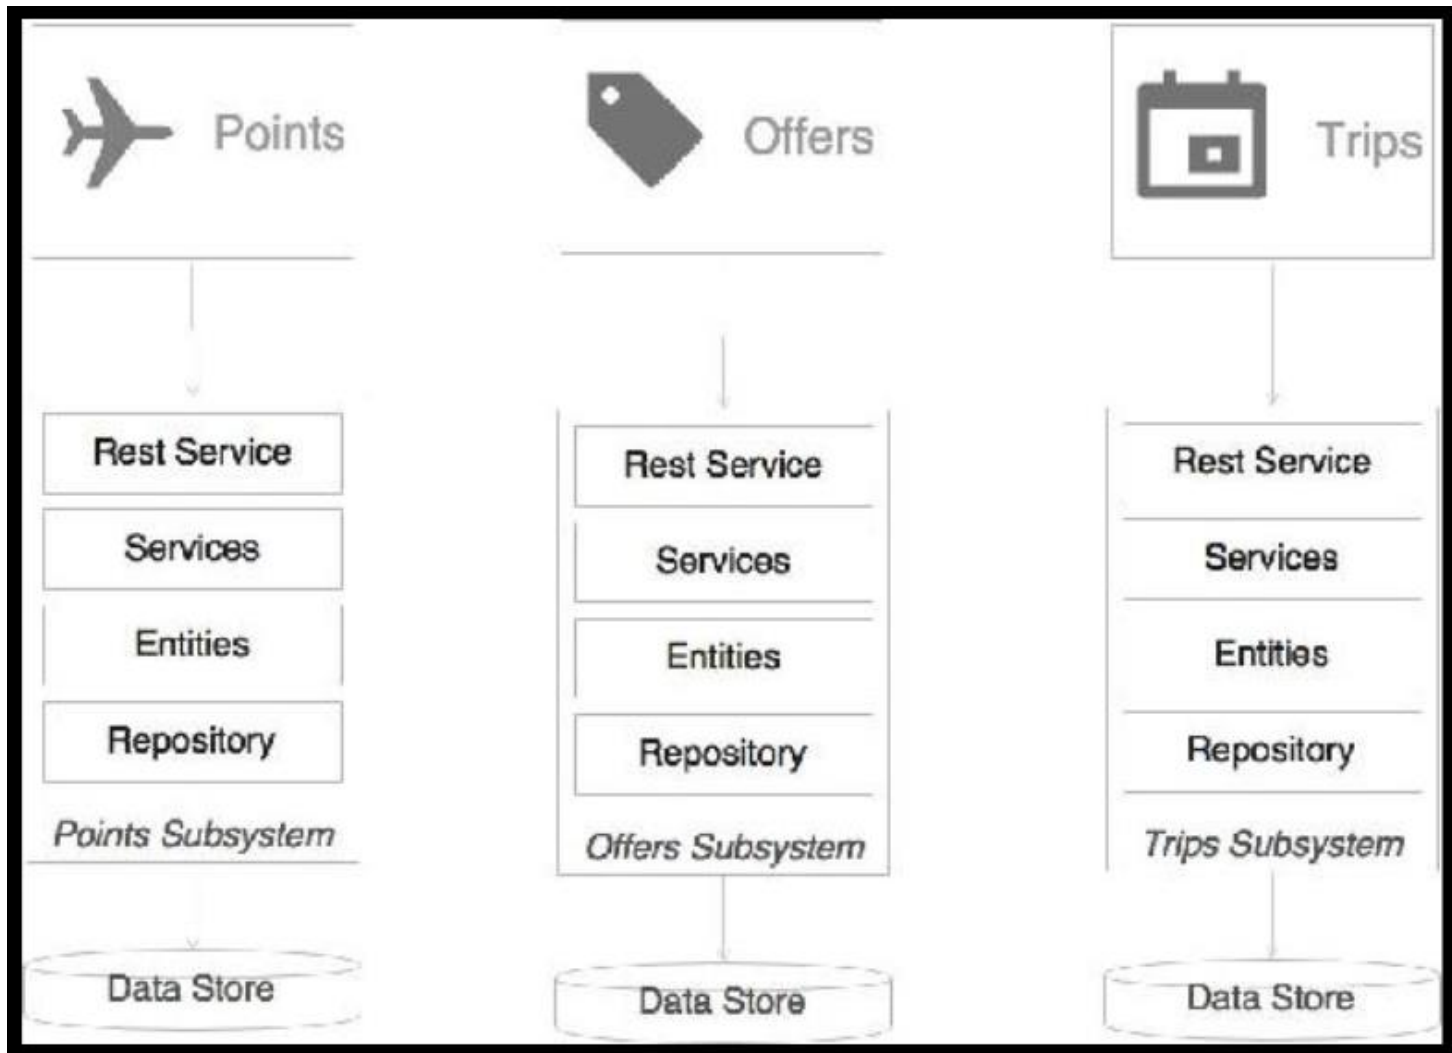 Points
Offers
Trips
Rest Service
Services
Entities
Repository
Points Subsystem
Data Store
Rest Service
Services
Entities
Repository
Offers Subsystem
Data Store
Rest Service
Services
Entities
Repository
Trips Subsystem
Data Store